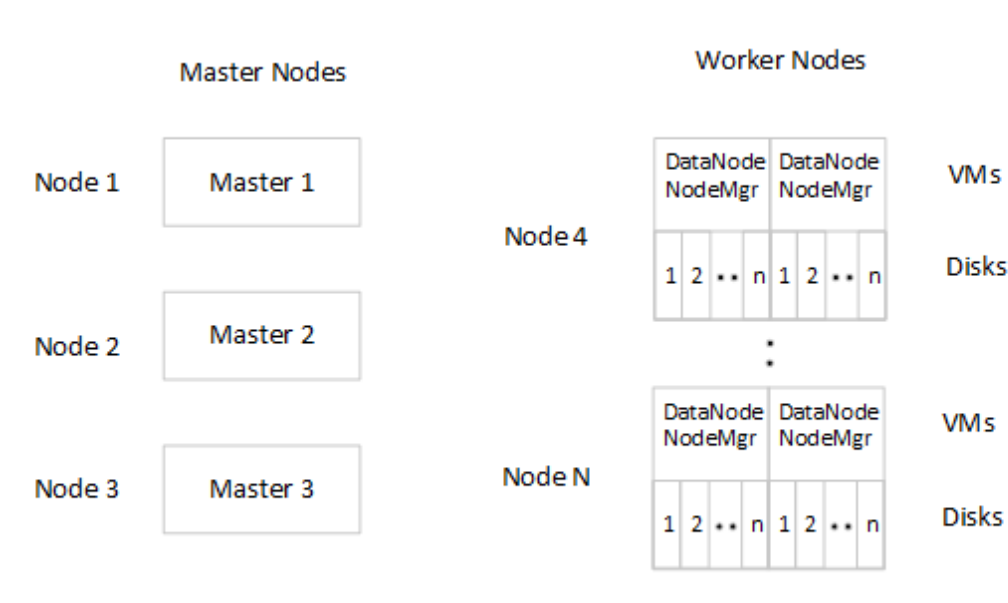 Master Nodes
Worker Nodes
Node 1
Master 1
Node 2
Master 2
Node 3
Master 3
Node 4
DataNode DataNode
NodeMgr NodeMgr
VMs
1 2 •• n 1 2 •• n
Disks
:
Node N
DataNode DataNode
NodeMgr NodeMgr
VMs
1 2 •• n 1 2 •• n
Disks